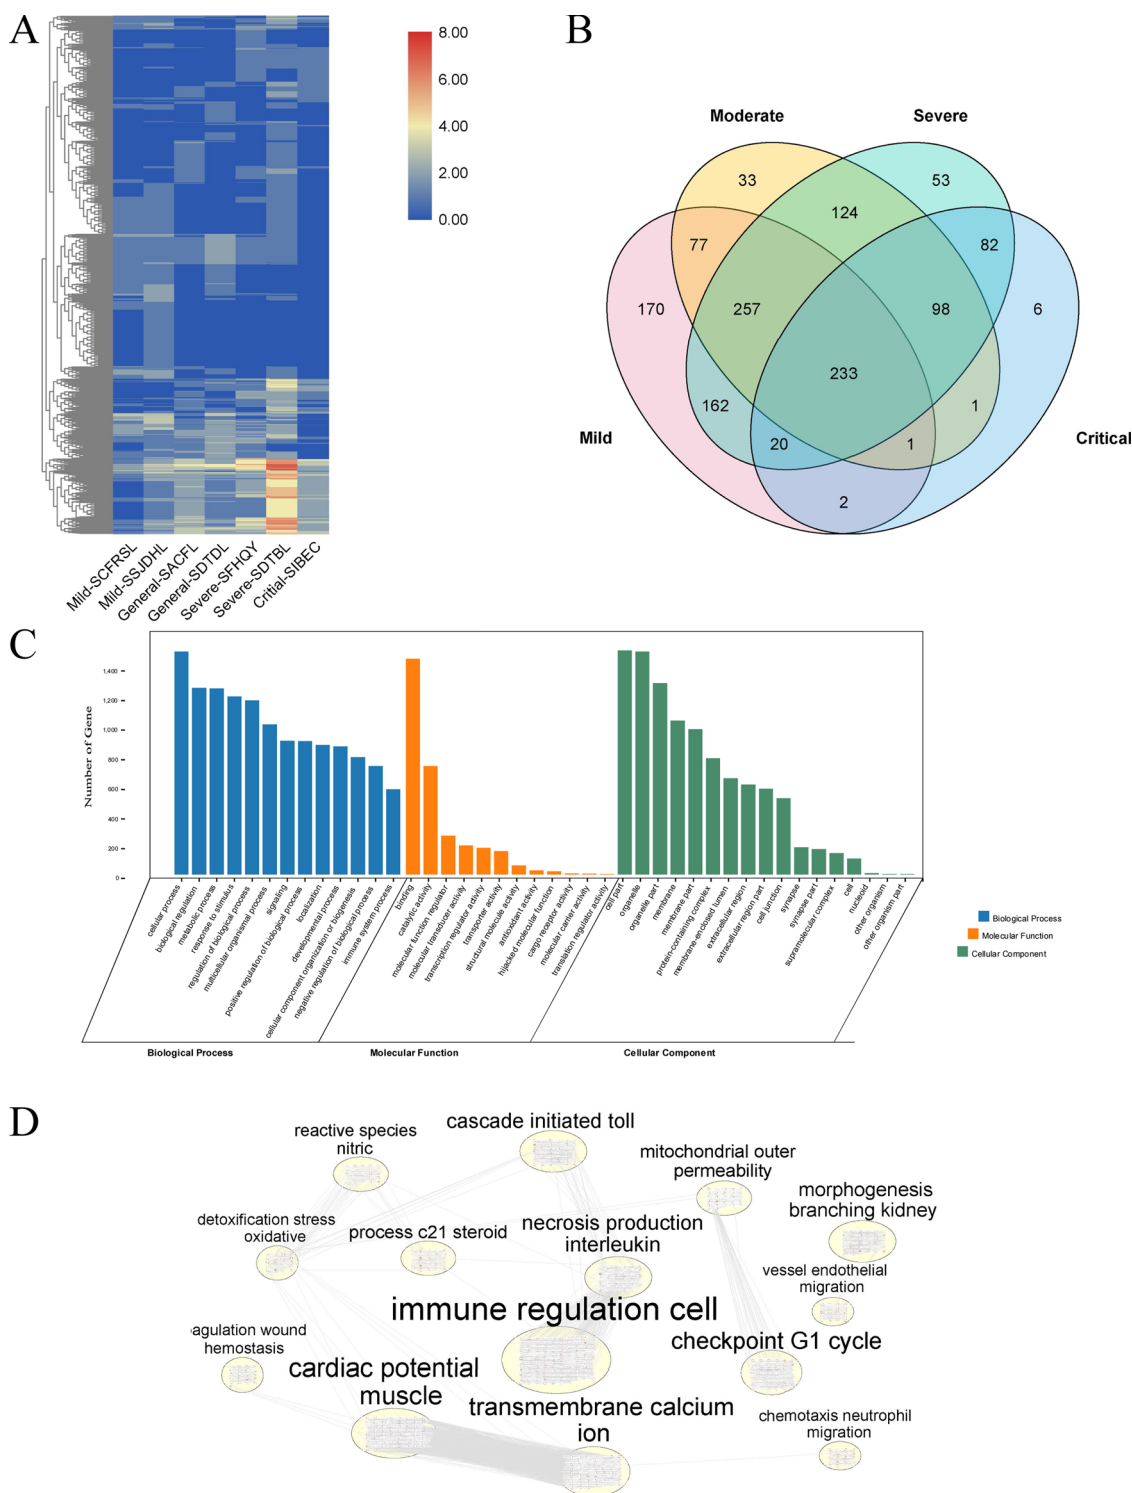 A
8.00
6.00
4.00
2.00
0.00
Mild-SCFRSL
Mild-SSJDHL
General-SACFL
General-SDTDL
Severe-SFHQY
Severe-SDTBL
Critial-SIBEC
B
Moderate
Severe
33
53
124
77
82
170
257
98
6
233
162
1
20
1
2
Mild
Critical
C
Number of Gene
1,400
1,200
1,000
800
600
400
200
0
cellular process
biological regulation
metabolic process
response to stimulus
regulation of biological process
multicellular organismal process
signaling
positive regulation of biological process
localization
developmental process
cellular component organization or biogenesis
negative regulation of biological process
immune system process
binding
catalytic activity
molecular function regulator
molecular transducer activity
transcription regulator activity
transporter activity
structural molecule activity
antioxidant activity
hijacked molecular function
cargo receptor activity
molecular carrier activity
translation regulator activity
cell part
organelle
organelle part
membrane
membrane part
protein-containing complex
membrane-enclosed lumen
extracellular region
extracellular region part
cell junction
synapse
synapse part
supramolecular complex
cell
nucleoid
other organism
other organism part
Biological Process
Molecular Function
Cellular Component
Biological Process
Molecular Function
Cellular Component
D
cascade initiated toll
reactive species
nitric
mitochondrial outer
permeability
morphogenesis
branching kidney
detoxification stress
oxidative
process c21 steroid
necrosis production
interleukin
vessel endothelial
migration
immune regulation cell
checkpoint G1 cycle
agulation wound
hemostasis
cardiac potential
muscle
transmembrane calcium
ion
chemotaxis neutrophil
migration